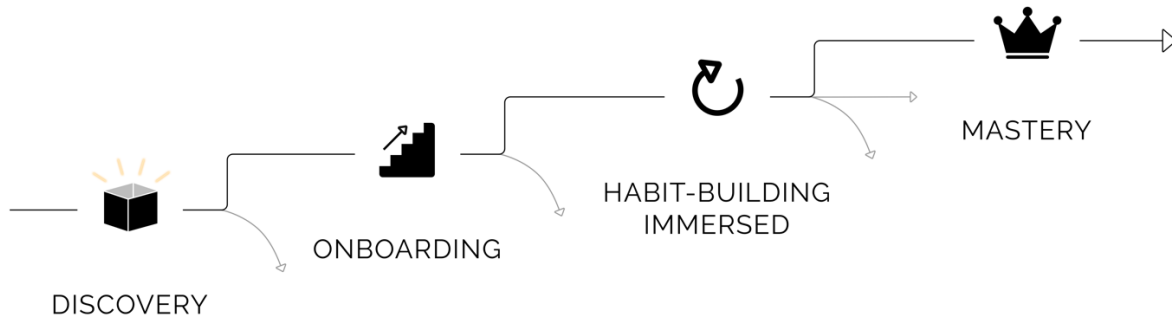 DISCOVERY
ONBOARDING
HABIT-BUILDING
IMMERSED
MASTERY